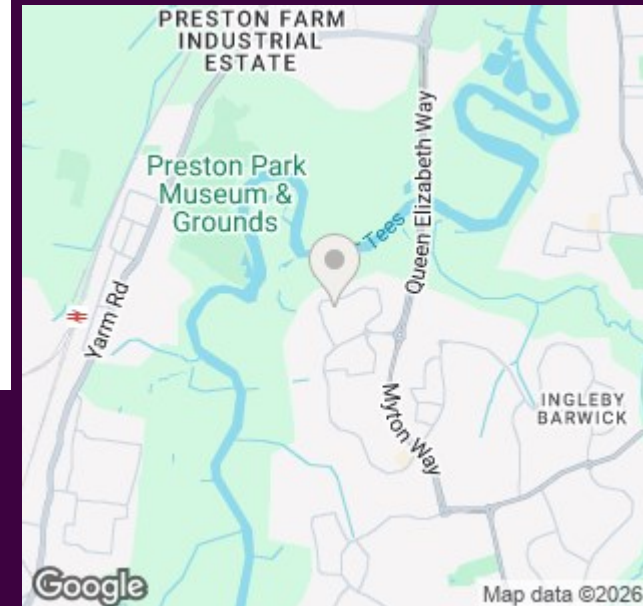 PRESTON FARM
INDUSTRIAL
ESTATE
Preston Park
Museum &
Grounds
Tees
Queen Elizabeth Way
Yarm Rd
Myton Way
INGLEBY
BARWICK
Google
Map data ©2026